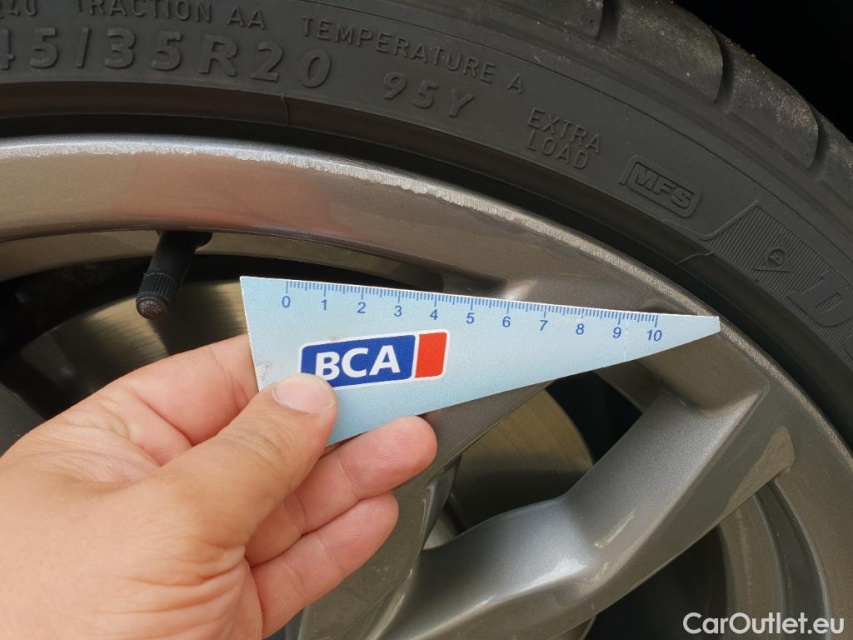 TRACTION AA
TEMPERATURE A
45/35R20
95Y
EXTRA
LOAD
MFS
0 1 2 3 4 5 6 7 8 9 10
BCA
CarOutlet.eu